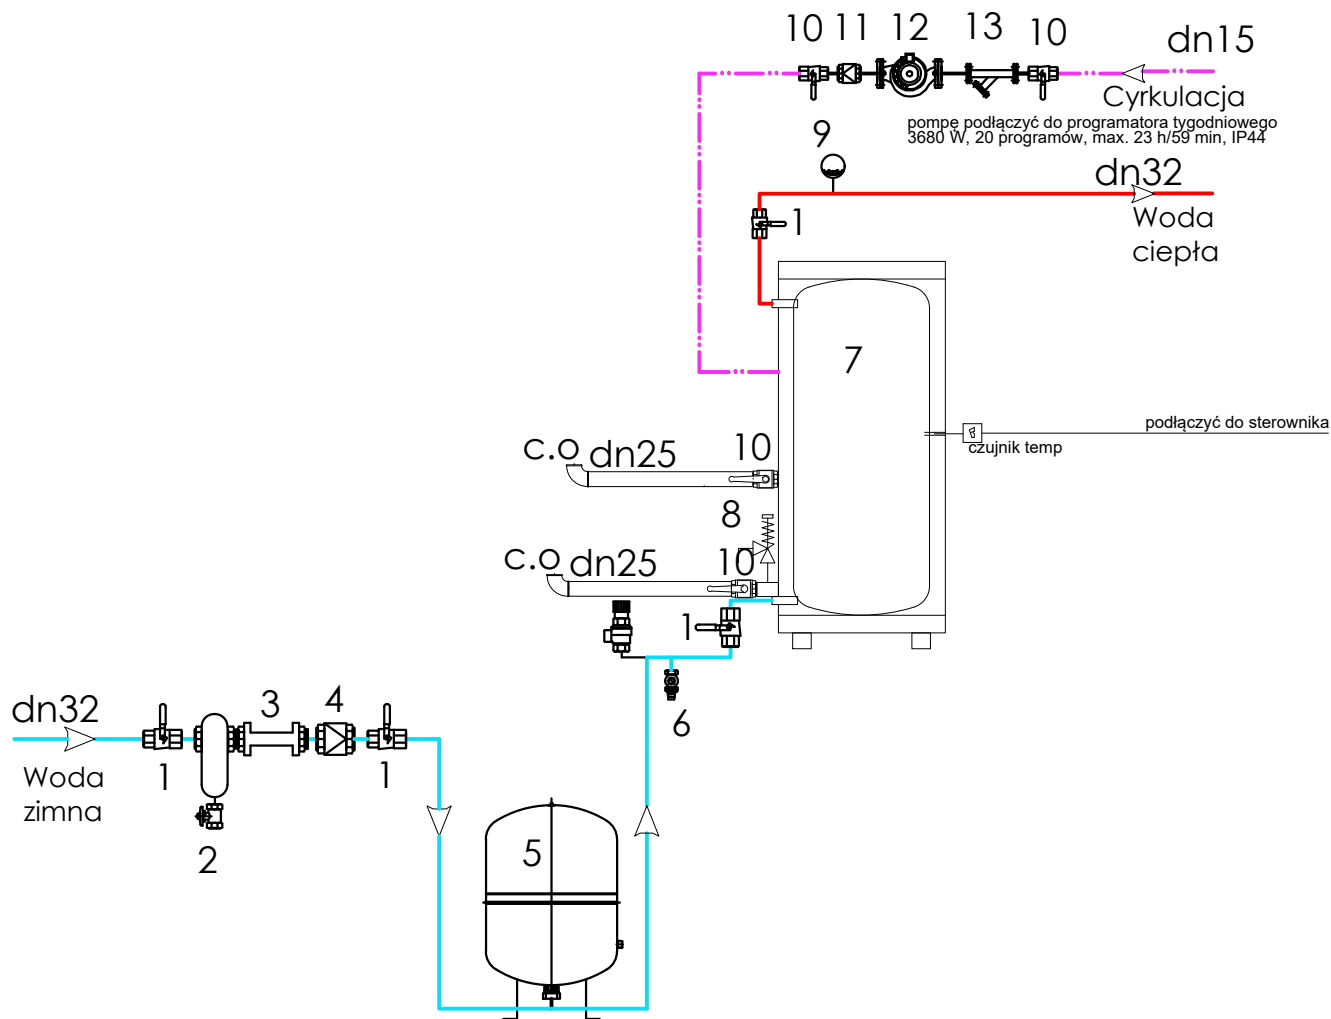 10 11 12 13 10 dn15
Cyrkulacja
pompę podłączyć do programatora tygodniowego
3680 W, 20 programów, max. 23 h/59 min, IP44
9
dn32
1
Woda
ciepła
7
podłączyć do sterownika
czujnik temp
c.o dn25 10
8
c.o dn25 10
1
6
dn32 3 4
1 1
Woda
zimna
2
5